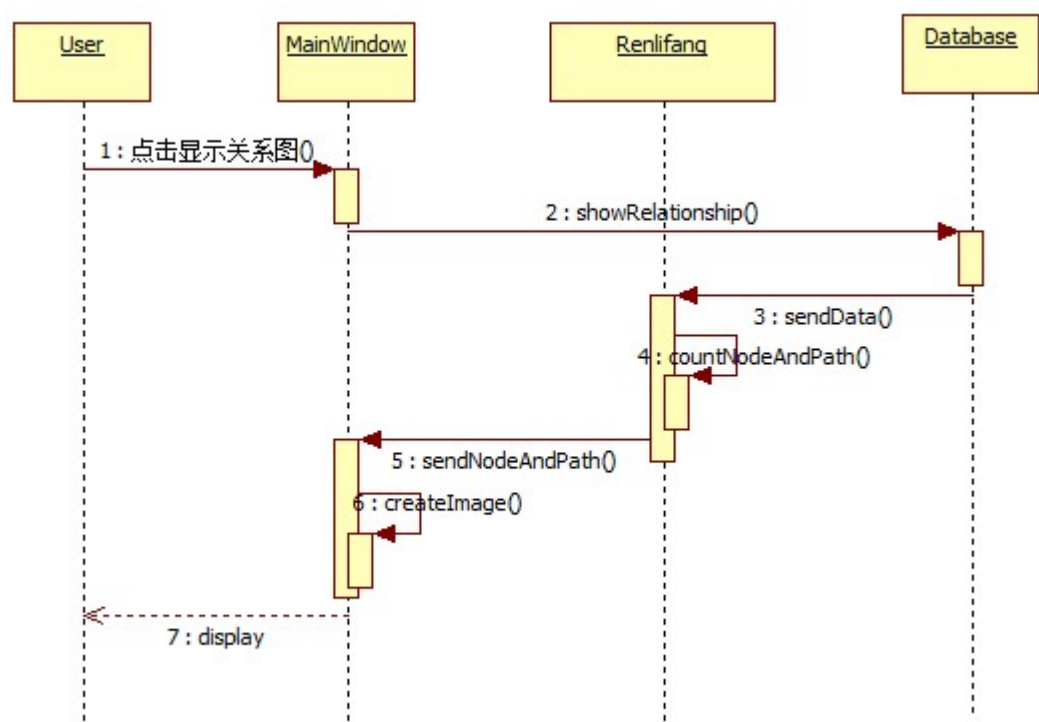 User
MainWindow
Renlifang
Database
1 : 点击显示关系图()
2 : showRelationship()
3 : sendData()
4 : countNodeAndPath()
5 : sendNodeAndPath()
6 : createImage()
7 : display